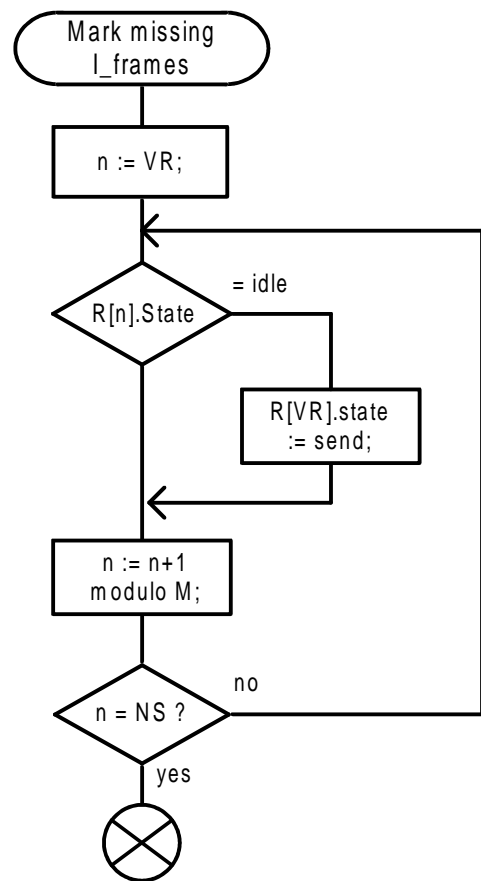 Mark missing
I_frames
n := VR;
R[n].State
= idle
R[VR].state
:= send;
n := n+1
modulo M;
n = NS ?
no
yes